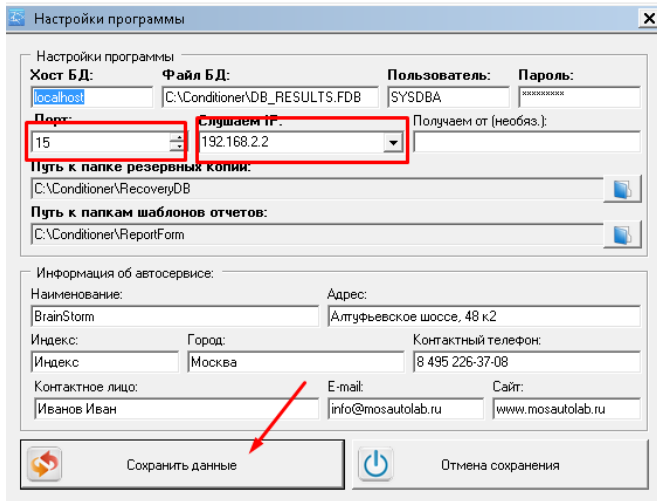 Настройки программы
Настройки программы
Хост БД: Файл БД: Пользователь: Пароль:
localhost C:\Conditioner\DB_RESULTS.FDB SYSDBA ×××××××××
Порт: Слушаем IP: Получаем от (необяз.):
15 192.168.2.2
Путь к папке резервных копий:
C:\Conditioner\RecoveryDB
Путь к папкам шаблонов отчетов:
C:\Conditioner\ReportForm
Информация об автосервисе:
Наименование: Адрес:
BrainStorm Алтуфьевское шоссе, 48 к2
Индекс: Город: Контактный телефон:
Индекс Москва 8 495 226-37-08
Контактное лицо: E-mail: Сайт:
Иванов Иван info@mosautolab.ru www.mosautolab.ru
Сохранить данные Отмена сохранения